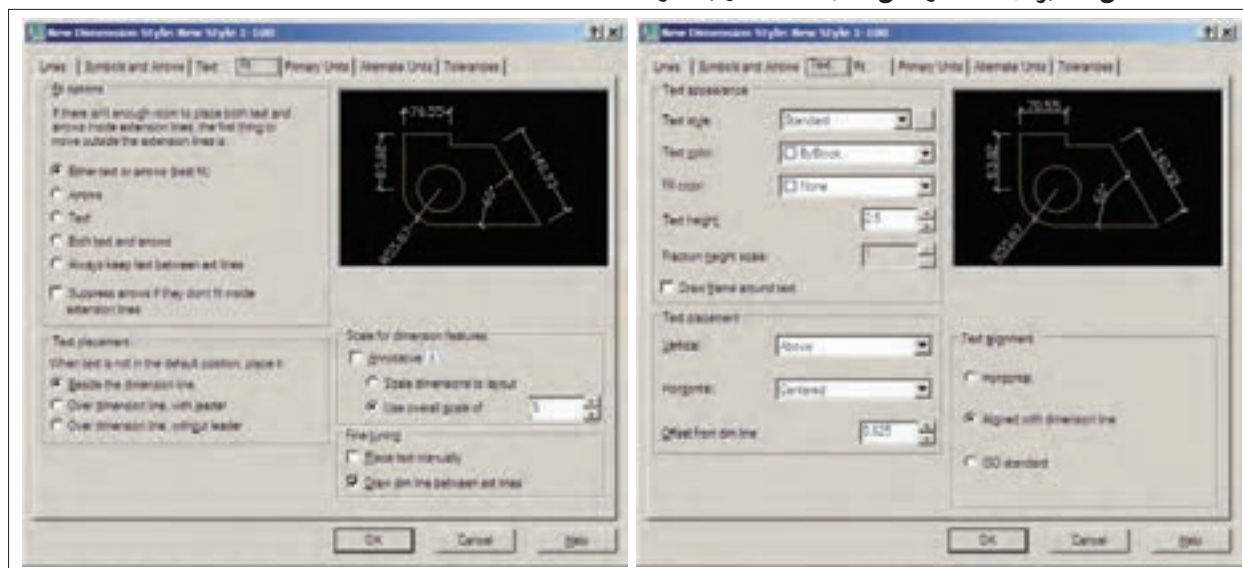 New Dimension Style: New Style 1-100
Lines
Symbols and Arrows
Text
Fit
Primary Units
Alternate Units
Tolerances
Fit options
If there isn't enough room to place both text and
arrows inside extension lines, the first thing to
move outside the extension lines is:
Either text or arrows (best fit)
Arrows
Text
Both text and arrows
Always keep text between ext lines
Suppress arrows if they don't fit inside
extension lines
Text placement
When text is not in the default position, place it:
Beside the dimension line
Over dimension line, with leader
Over dimension line, without leader
Scale for dimension features
Annotative
Scale dimensions to layout
Use overall scale of:
Fine tuning
Place text manually
Draw dim line between ext lines
OK
Cancel
Help
New Dimension Style: New Style 1-100
Lines
Symbols and Arrows
Text
Fit
Primary Units
Alternate Units
Tolerances
Text appearance
Text style:
Standard
Text color:
ByBlock
Fill color:
None
Text height:
2.5
Fraction height scale:
Draw frame around text
Text placement
Vertical:
Above
Horizontal:
Centered
Offset from dim line:
0.625
Text alignment
Horizontal
Aligned with dimension line
ISO standard
OK
Cancel
Help